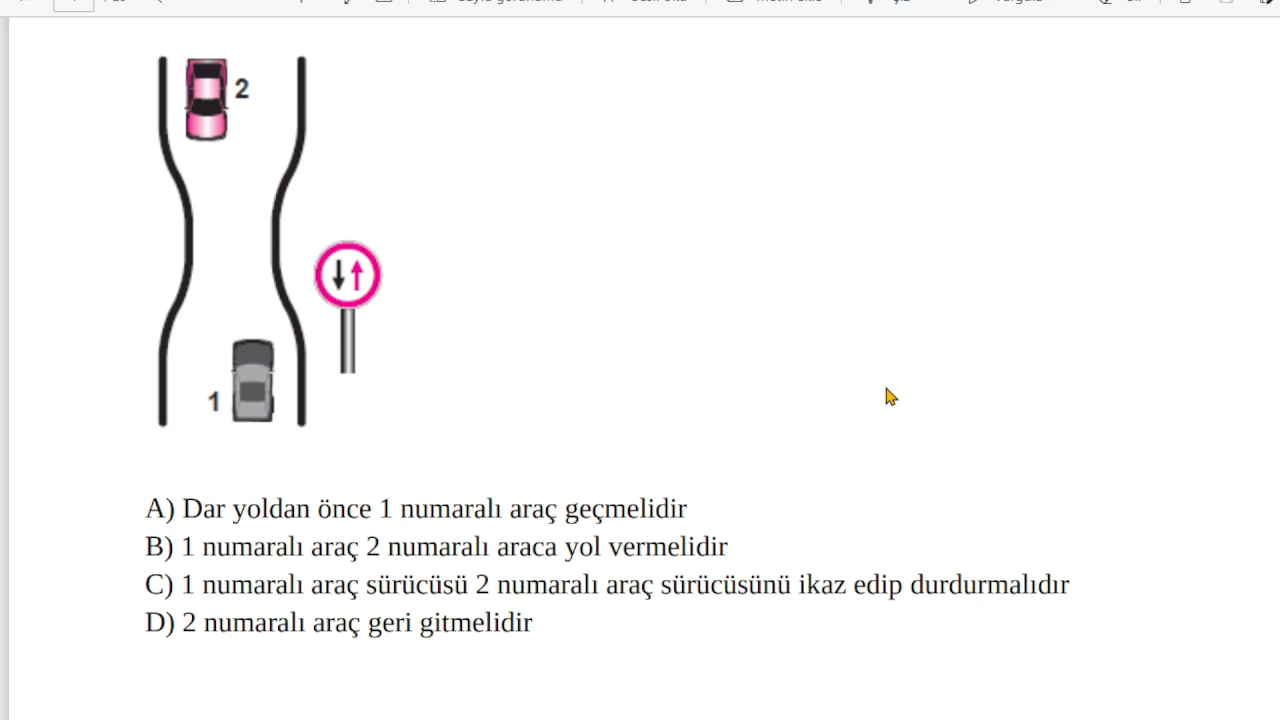 2
1
A) Dar yoldan önce 1 numaralı araç geçmelidir
B) 1 numaralı araç 2 numaralı araca yol vermelidir
C) 1 numaralı araç sürücüsü 2 numaralı araç sürücüsünü ikaz edip durdurmalıdır
D) 2 numaralı araç geri gitmelidir